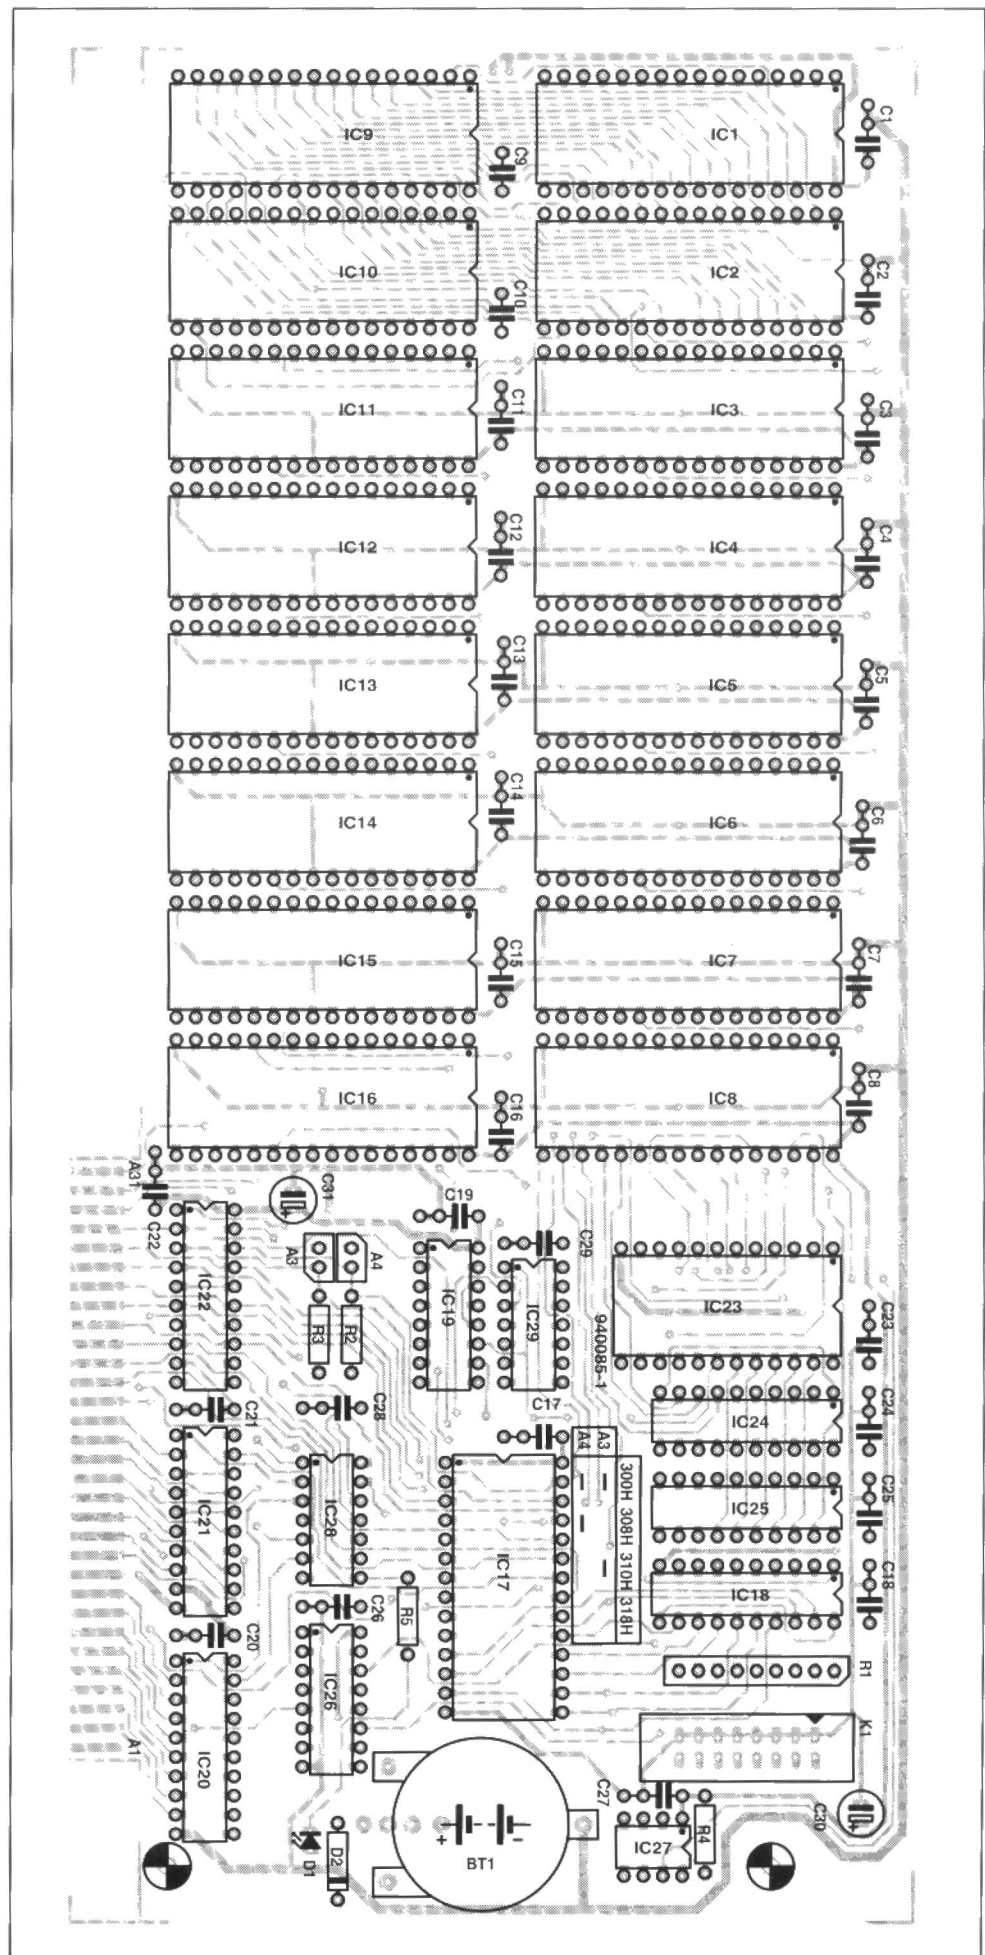 IC9
IC1
C1
C9
IC10
IC2
C2
C10
IC11
IC3
C3
C11
IC12
IC4
C4
C12
IC13
IC5
C5
C13
IC14
IC6
C6
C14
IC15
IC7
C7
C15
IC16
IC8
C8
C16
A31
C22
C31
C19
C29
IC22
A3
A4
IC19
IC29
IC23
C23
R3
R2
940085-1
C21
C28
C17
IC24
C24
A3
A4
300H 308H 310H 318H
IC21
IC28
IC17
IC25
C25
IC18
C18
C26
R5
C20
IC26
R1
A1
IC20
K1
C27
C30
R4
IC27
D1
D2
+
-
BT1
+
+